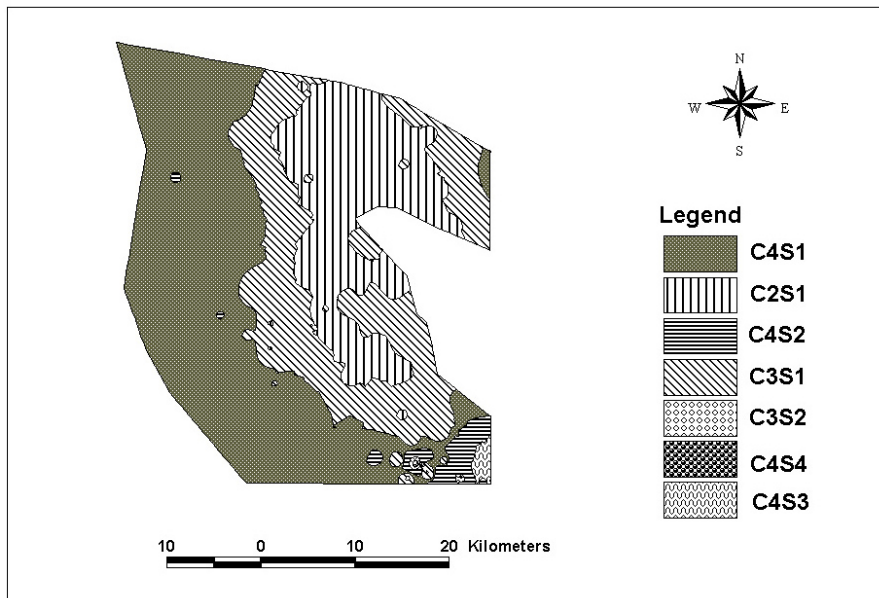 N
W E
S
Legend
C4S1
C2S1
C4S2
C3S1
C3S2
C4S4
C4S3
10 0 10 20 Kilometers